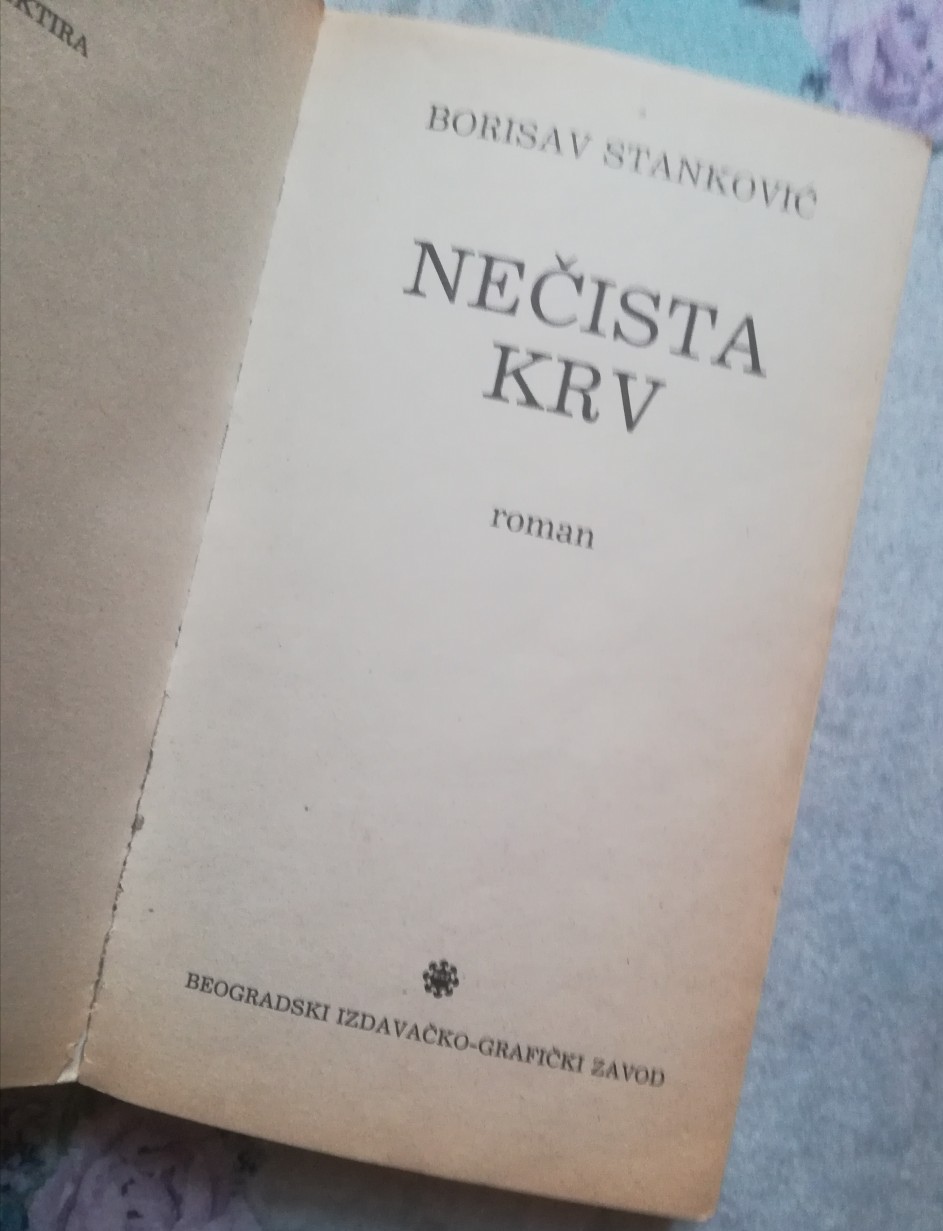 BORISAV STANKOVIĆ
NEČISTA
KRV
roman
BEOGRADSKI IZDAVAČKO-GRAFIČKI ZAVOD